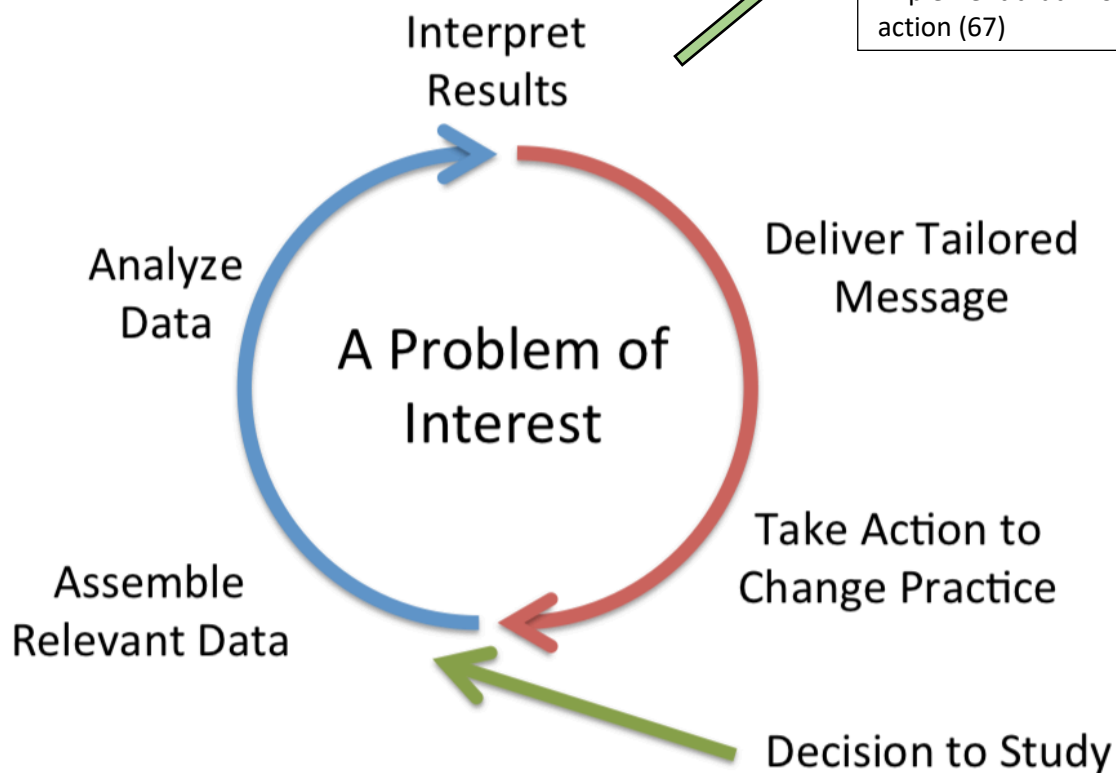 action (67)
Interpret
Results
Deliver Tailored
Message
Analyze
Data
A Problem of
Interest
Take Action to
Change Practice
Assemble
Relevant Data
Decision to Study